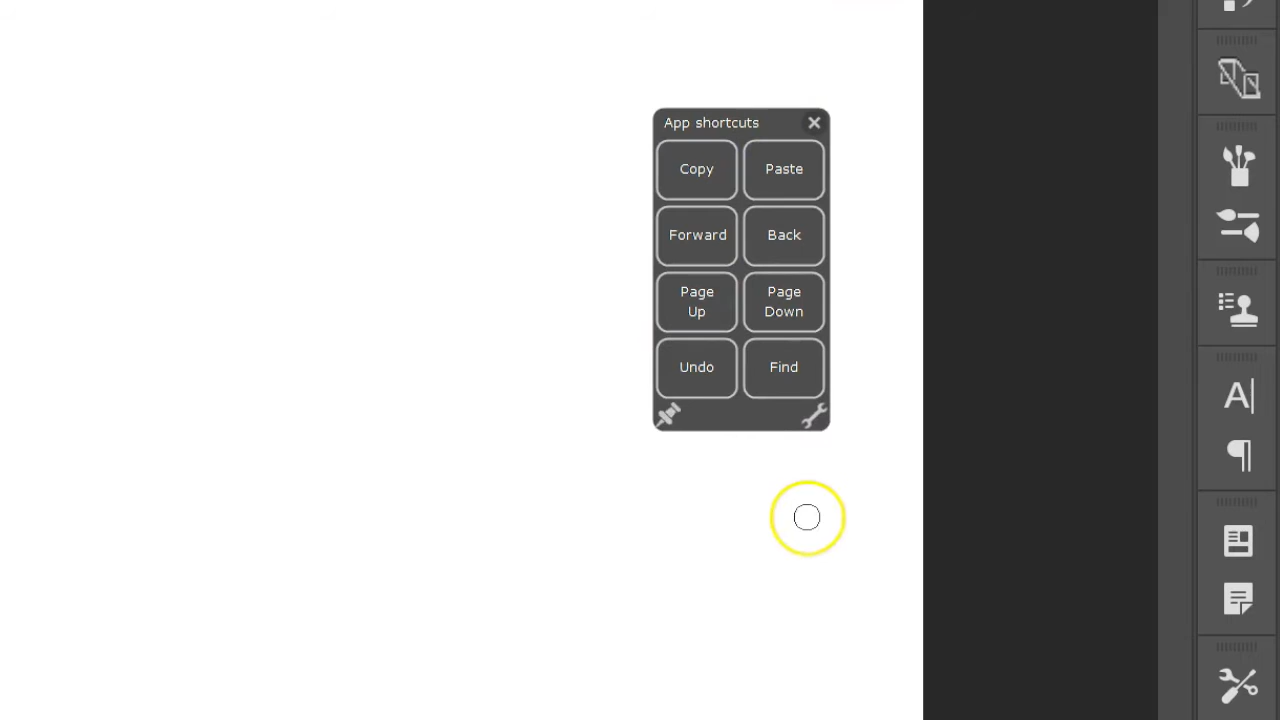 App shortcuts
Copy Paste
Forward Back
Page Page
Up Down
Undo Find